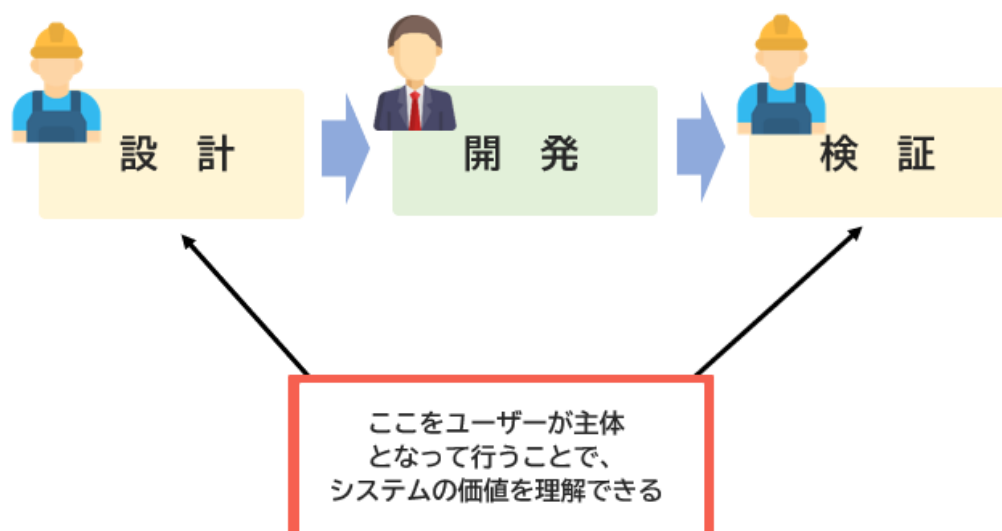 設　計
開　発
検　証
ここをユーザーが主体
となって行うことで、
システムの価値を理解できる